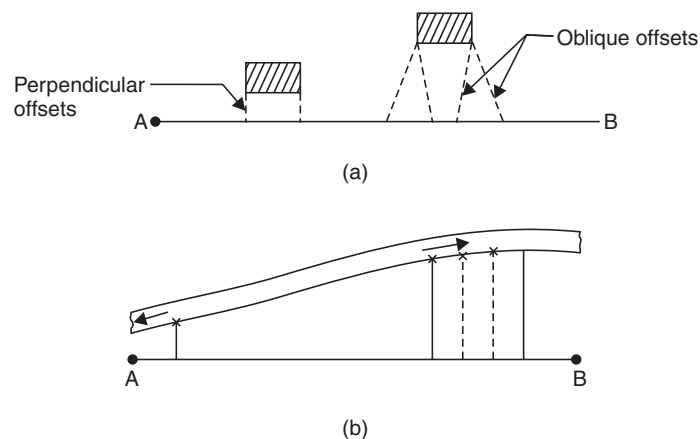 Oblique offsets
Perpendicular
offsets
A
B
(a)
A
B
(b)